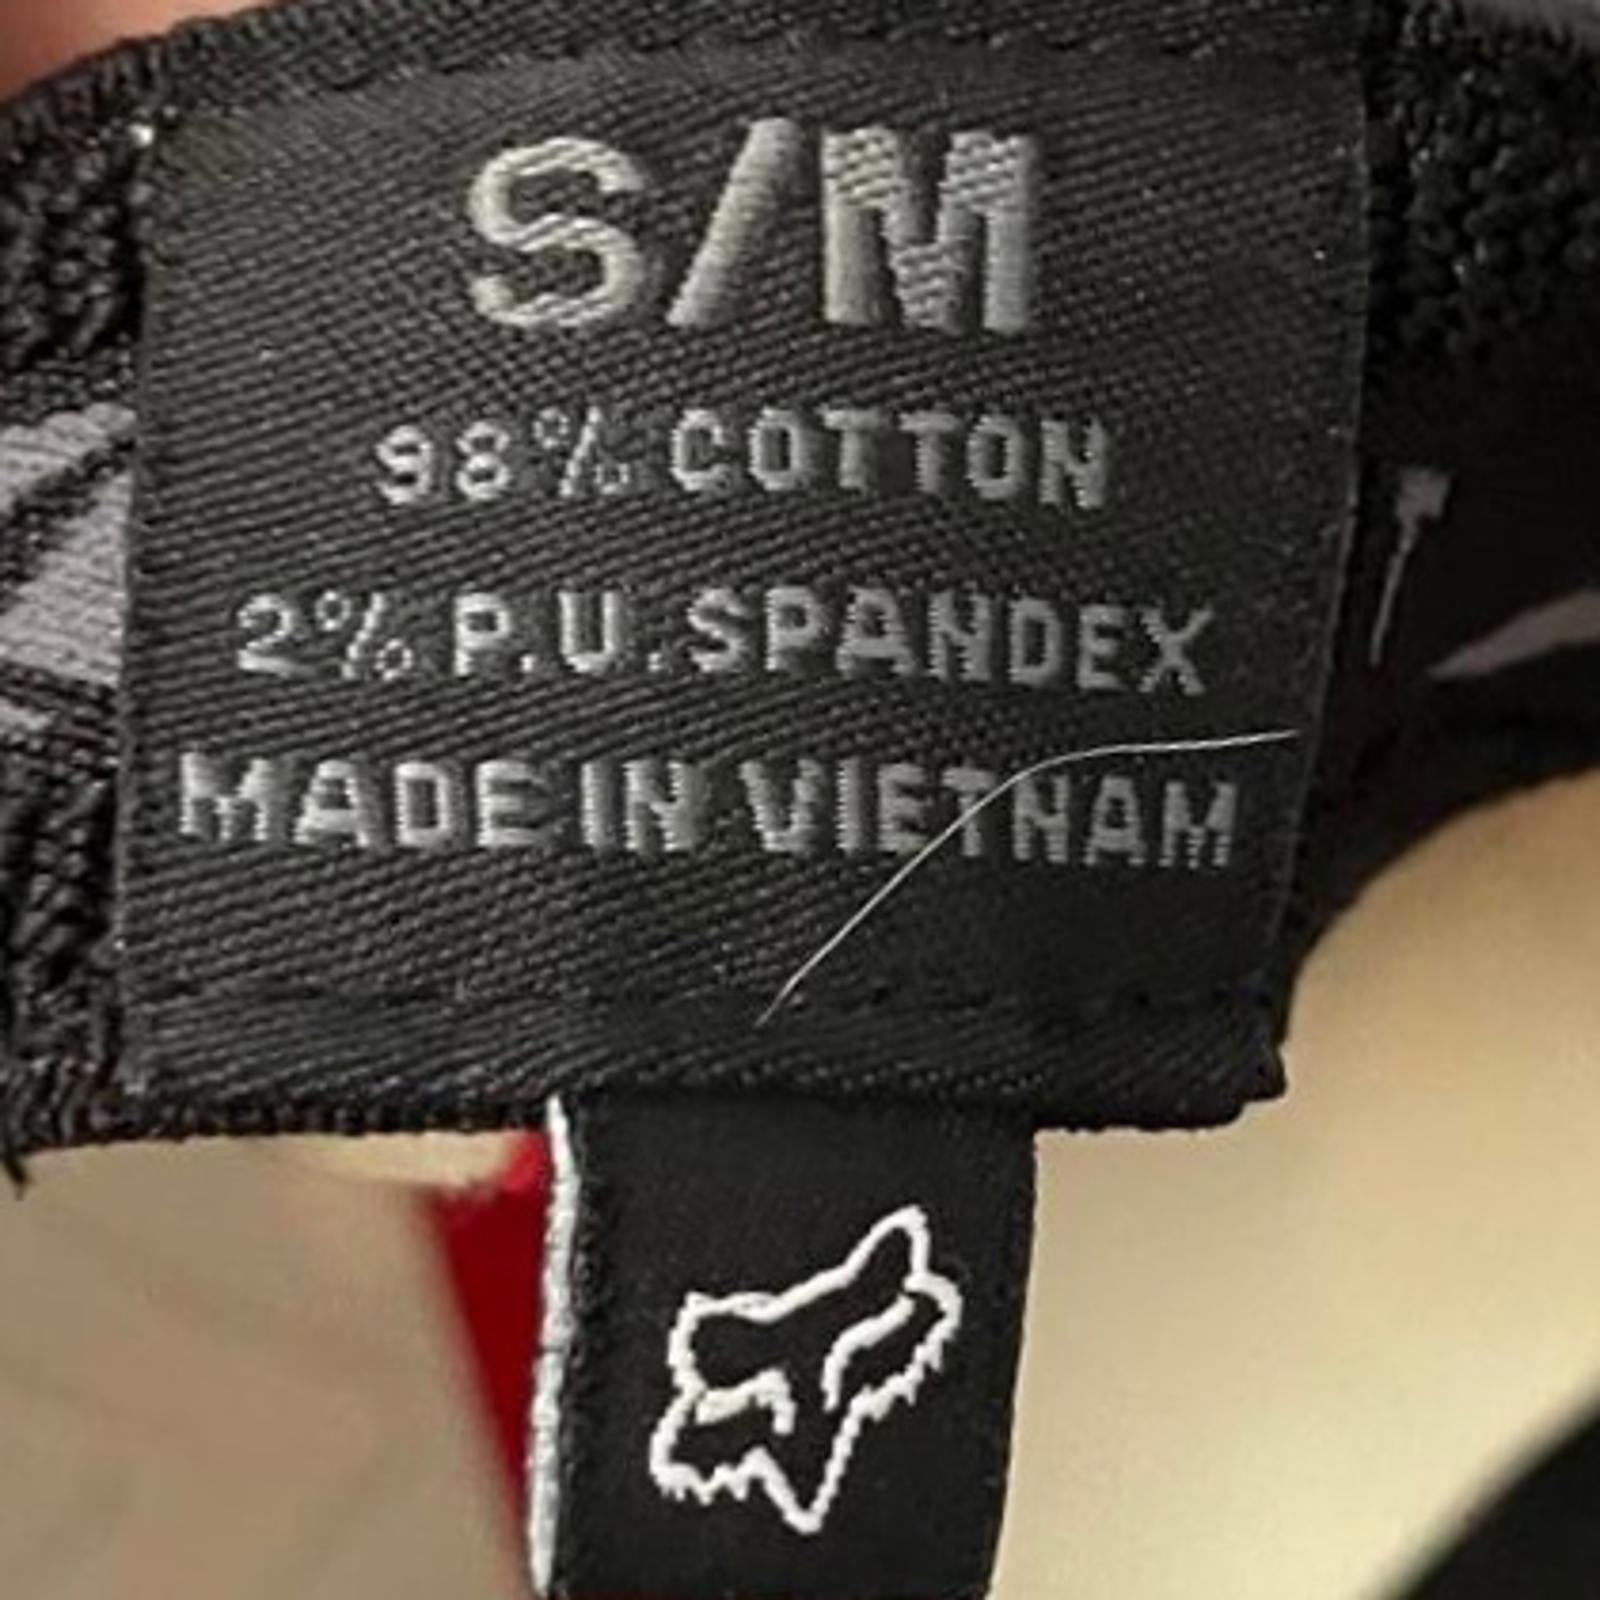 S/M
98% COTTON
2% P.U.SPANDEX
MADE IN VIETNAM